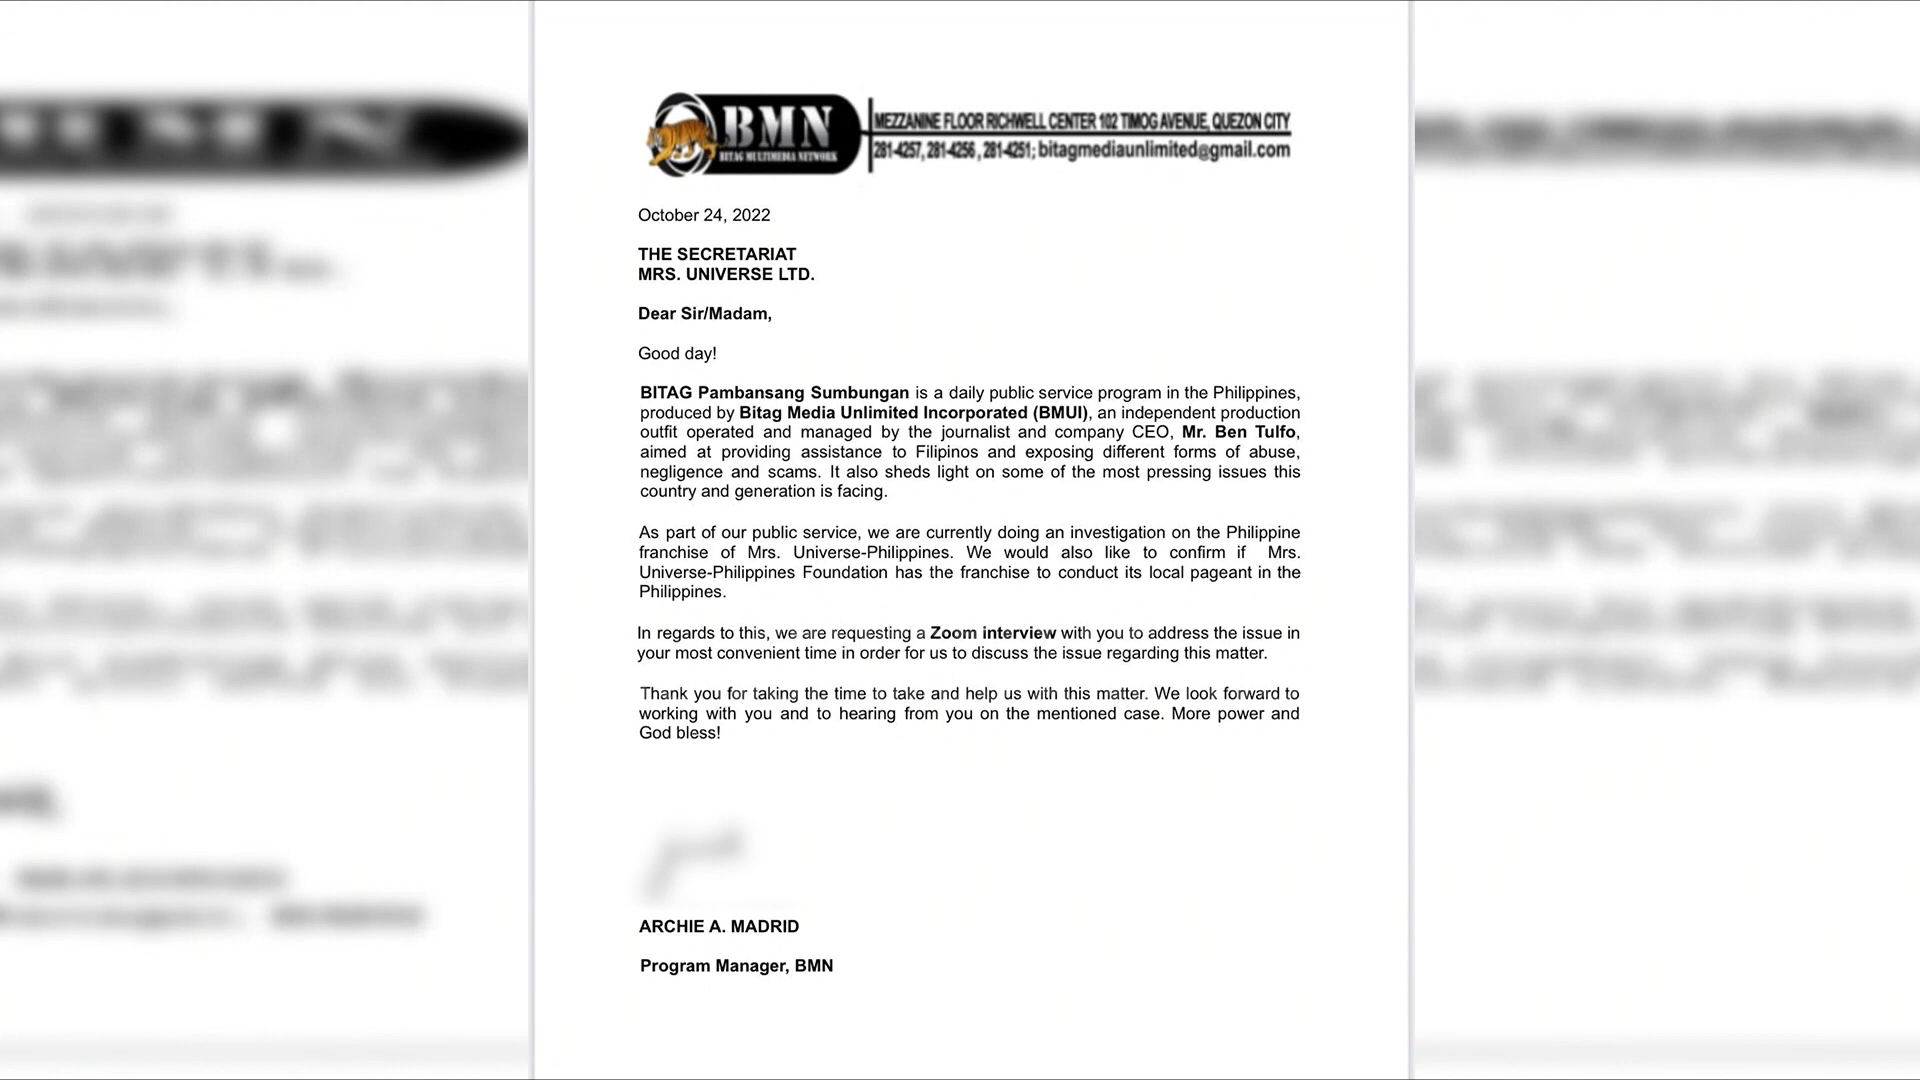 BMN
BITAG MULTIMEDIA NETWORK
MEZZANINE FLOOR RICHWELL CENTER 102 TIMOG AVENUE, QUEZON CITY
281-4257, 281-4256 , 281-4251; bitagmediaunlimited@gmail.com
October 24, 2022
THE SECRETARIAT
MRS. UNIVERSE LTD.
Dear Sir/Madam,
Good day!
BITAG Pambansang Sumbungan is a daily public service program in the Philippines,
produced by Bitag Media Unlimited Incorporated (BMUI), an independent production
outfit operated and managed by the journalist and company CEO, Mr. Ben Tulfo,
aimed at providing assistance to Filipinos and exposing different forms of abuse,
negligence and scams. It also sheds light on some of the most pressing issues this
country and generation is facing.
As part of our public service, we are currently doing an investigation on the Philippine
franchise of Mrs. Universe-Philippines. We would also like to confirm if Mrs.
Universe-Philippines Foundation has the franchise to conduct its local pageant in the
Philippines.
In regards to this, we are requesting a Zoom interview with you to address the issue in
your most convenient time in order for us to discuss the issue regarding this matter.
Thank you for taking the time to take and help us with this matter. We look forward to
working with you and to hearing from you on the mentioned case. More power and
God bless!
ARCHIE A. MADRID
Program Manager, BMN